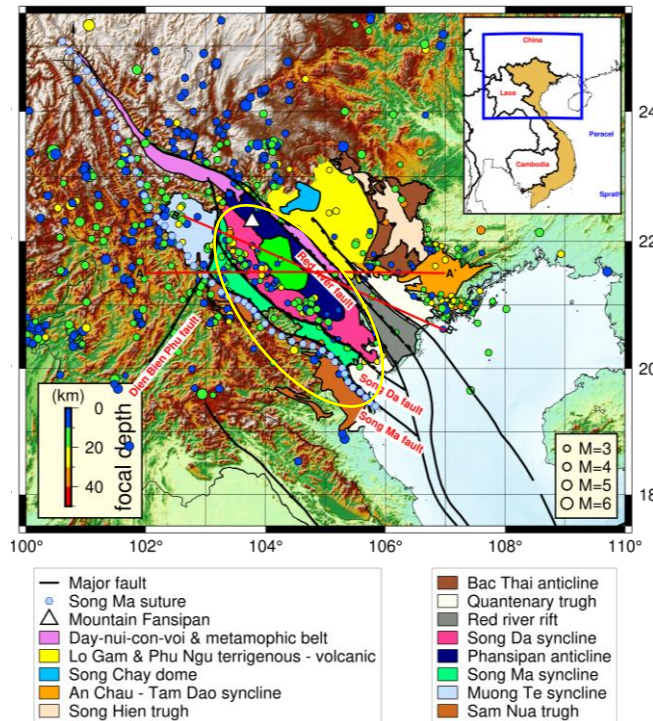 China
Laos
Paracel
Cambodia
Spratly
24°
22°
20°
18°
B
A
A'
Red river fault
Dien Bien Phu fault
Song Da fault
Song Ma fault
(km)
0
20
40
focal depth
M=3
M=4
M=5
M=6
100°
102°
104°
106°
108°
110°
Major fault
Song Ma suture
Mountain Fansipan
Day-nui-con-voi & metamophic belt
Lo Gam & Phu Ngu terrigenous - volcanic
Song Chay dome
An Chau - Tam Dao syncline
Song Hien trugh
Bac Thai anticline
Quantenary trugh
Red river rift
Song Da syncline
Phansipan anticline
Song Ma syncline
Muong Te syncline
Sam Nua trugh